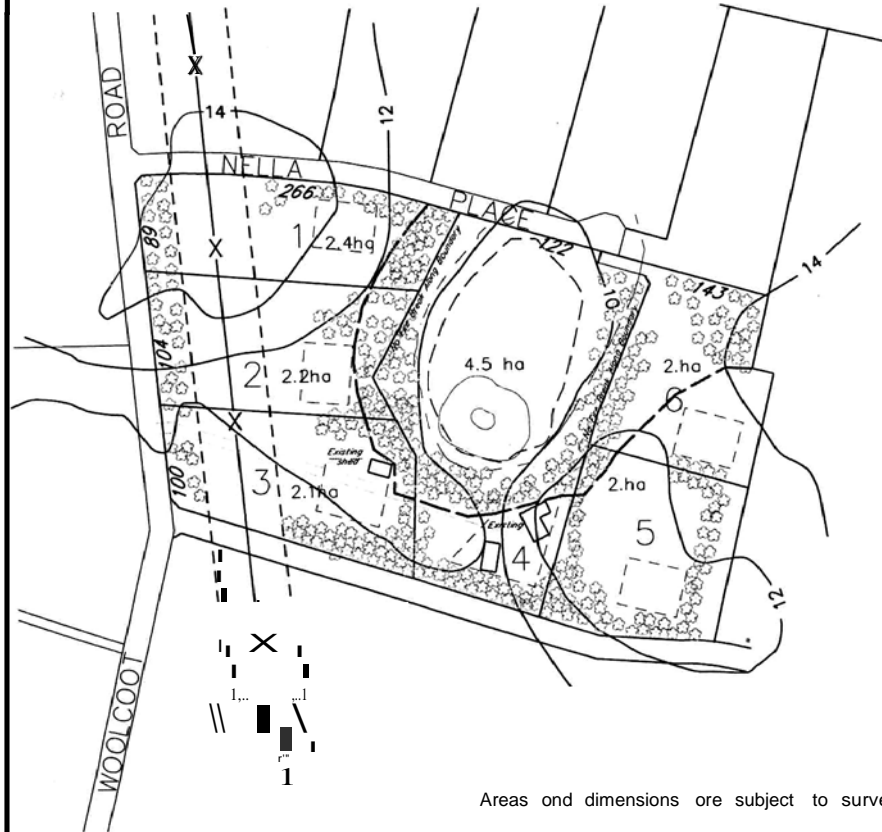 14
12
ROAD
NELLA
PLACE
266
1
2.4ha
89
122
10
143
14
104
2
2.2ha
4.5 ha
2.ha
6
Existing
shed
100
3
2.1ha
2.ha
5
Existing
4
12
WOOLCOOT
Areas ond dimensions ore subject to surve